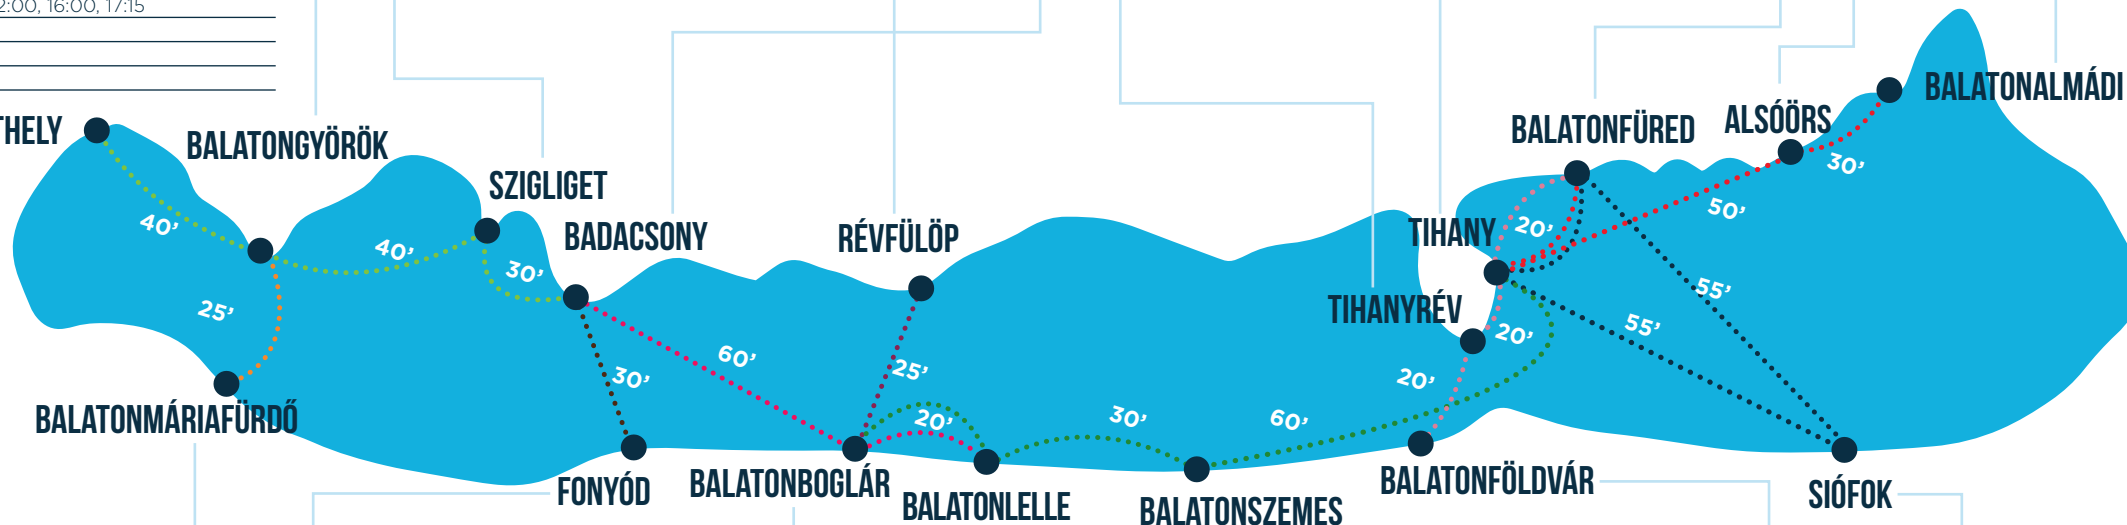 2:00, 16:00, 17:15
THELY
BALATONGYÖRÖK
SZIGLIGET
BADACSONY
RÉVFÜLÖP
TIHANY
TIHANYRÉV
BALATONFÜRED
ALSÓÖRS
BALATONALMÁDI
40’
40’
30’
25’
60’
30’
25’
20’
30’
60’
20’
20’
20’
50’
30’
55’
55’
BALATONMÁRIAFÜRDŐ
FONYÓD
BALATONBOGLÁR
BALATONLELLE
BALATONSZEMES
BALATONFÖLDVÁR
SIÓFOK